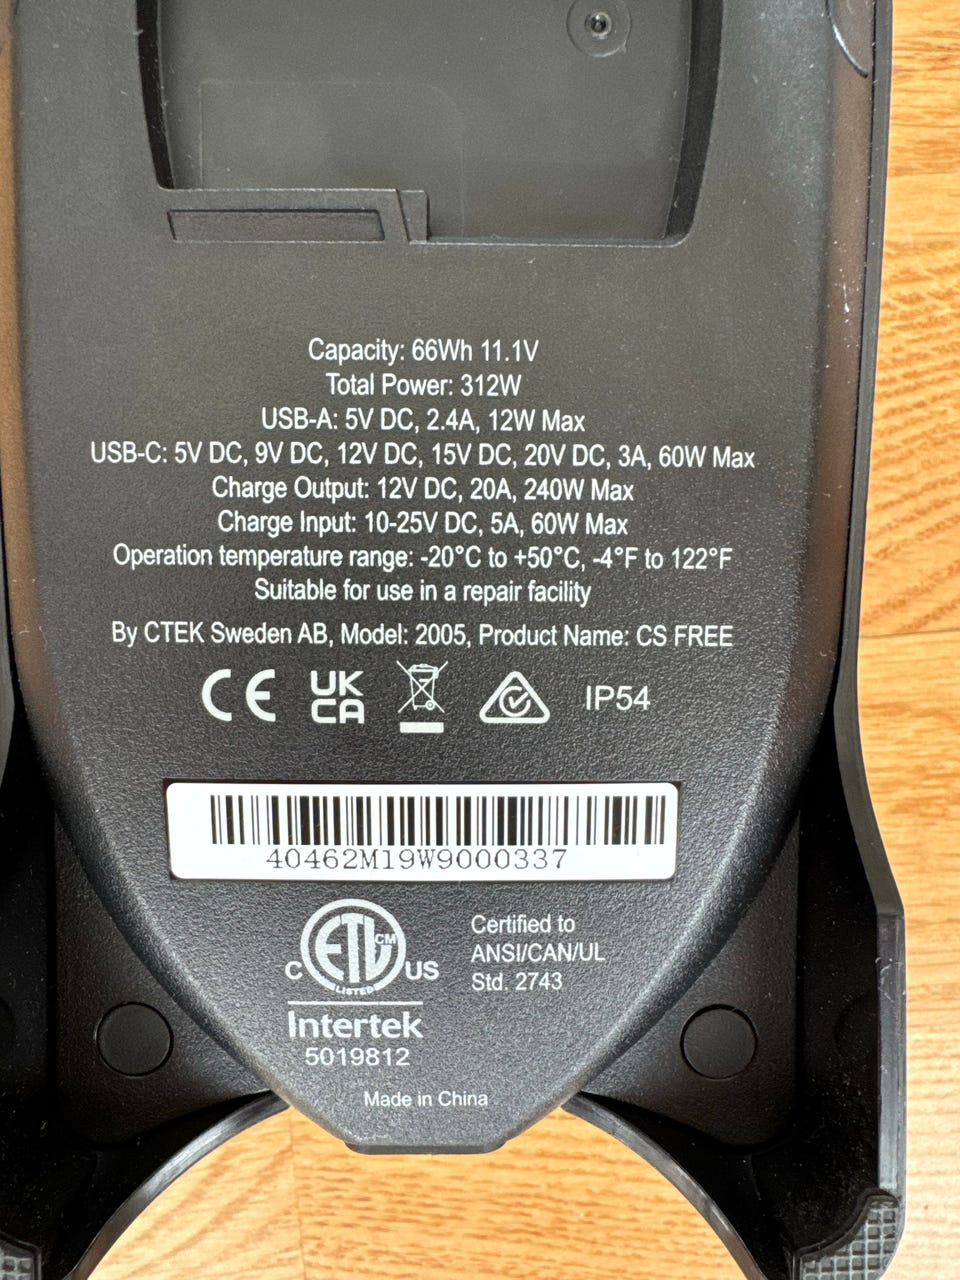 Capacity: 66Wh 11.1V
Total Power: 312W
USB-A: 5V DC, 2.4A, 12W Max
USB-C: 5V DC, 9V DC, 12V DC, 15V DC, 20V DC, 3A, 60W Max
Charge Output: 12V DC, 20A, 240W Max
Charge Input: 10-25V DC, 5A, 60W Max
Operation temperature range: -20°C to +50°C, -4°F to 122°F
Suitable for use in a repair facility
By CTEK Sweden AB, Model: 2005, Product Name: CS FREE
CE UK CA IP54
40462M19W9000337
C ETL CM US
LISTED
Intertek
5019812
Certified to
ANSI/CAN/UL
Std. 2743
Made in China